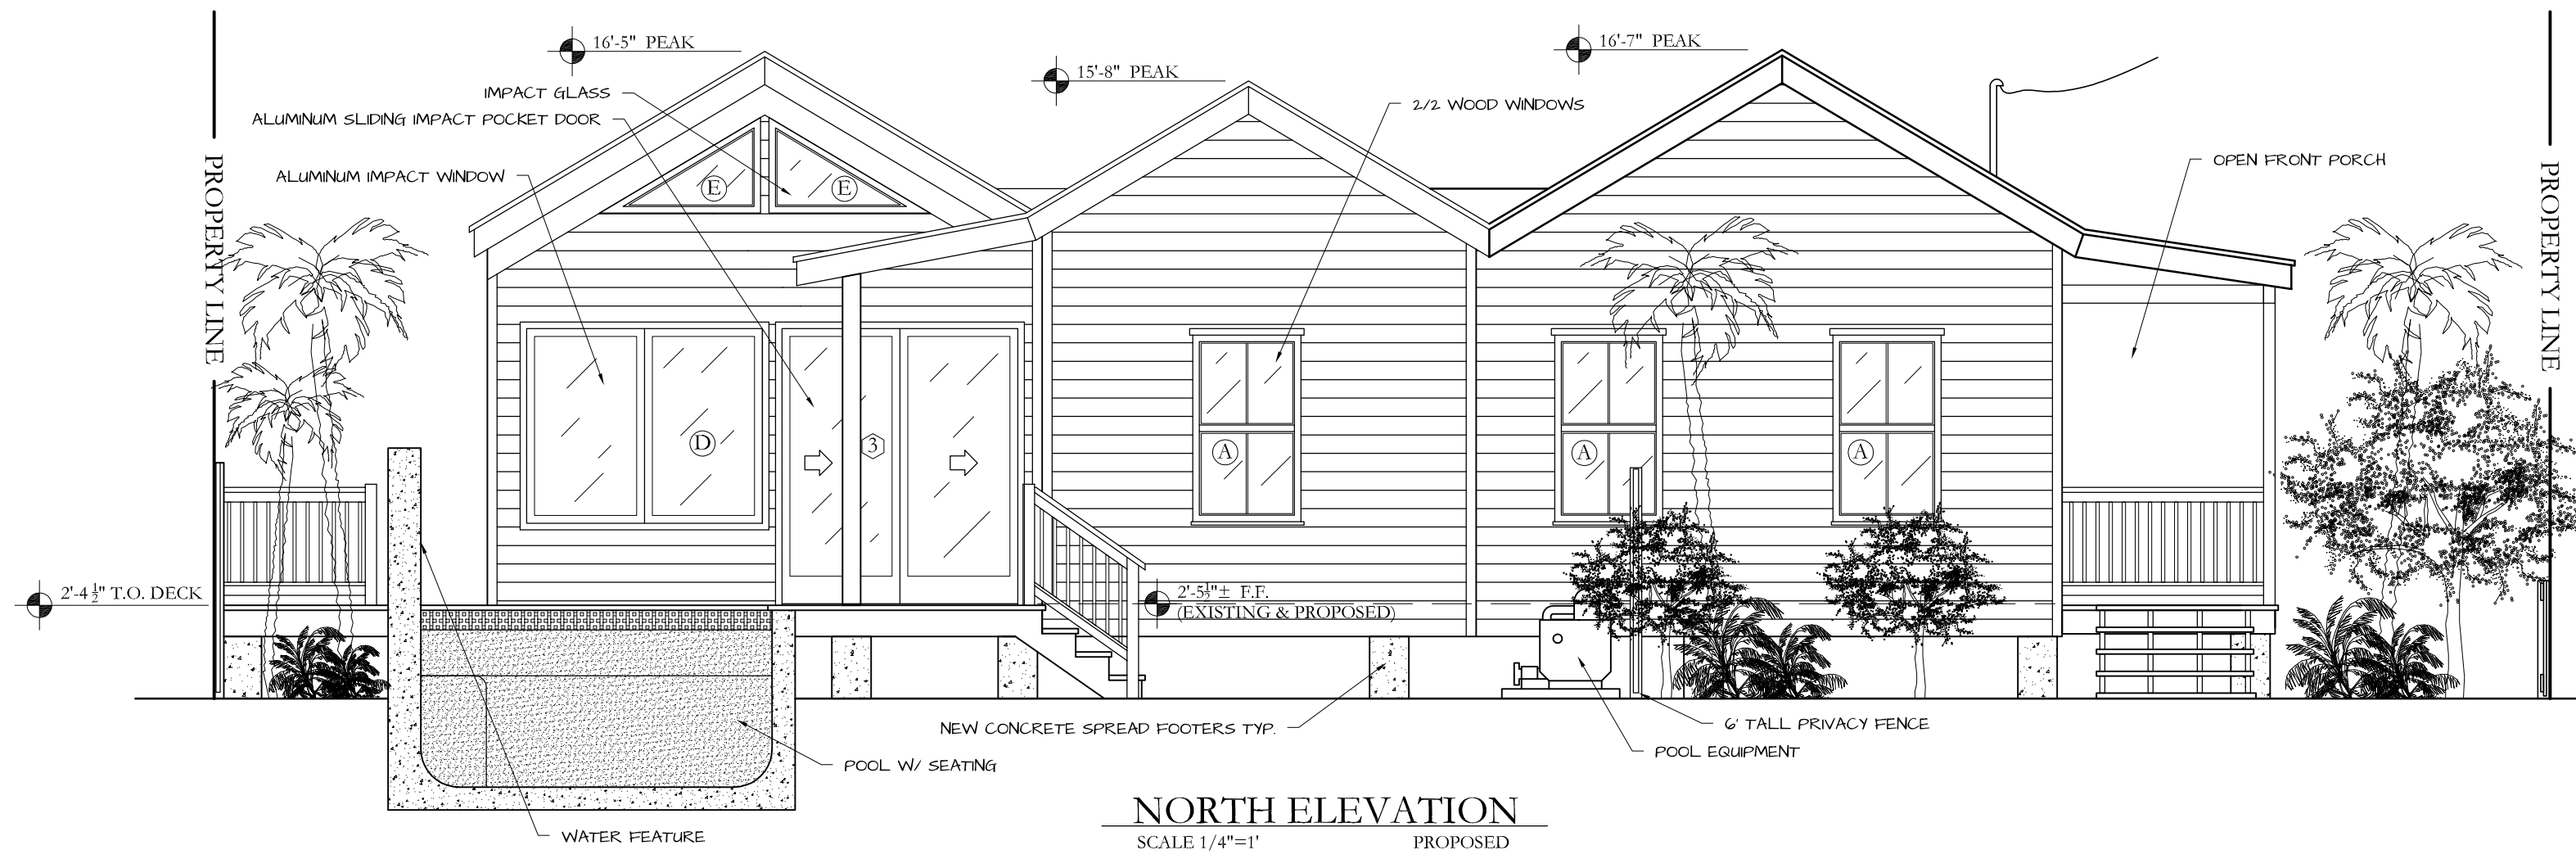 16'-5" PEAK
15'-8" PEAK
16'-7" PEAK
IMPACT GLASS
ALUMINUM SLIDING IMPACT POCKET DOOR
ALUMINUM IMPACT WINDOW
2/2 WOOD WINDOWS
OPEN FRONT PORCH
PROPERTY LINE
PROPERTY LINE
E
E
D
3
A
A
A
2'-4 1/2" T.O. DECK
2'-5 1/2"± F.F.
(EXISTING & PROPOSED)
NEW CONCRETE SPREAD FOOTERS TYP.
6' TALL PRIVACY FENCE
POOL EQUIPMENT
POOL W/ SEATING
WATER FEATURE
NORTH ELEVATION
SCALE 1/4"=1' PROPOSED